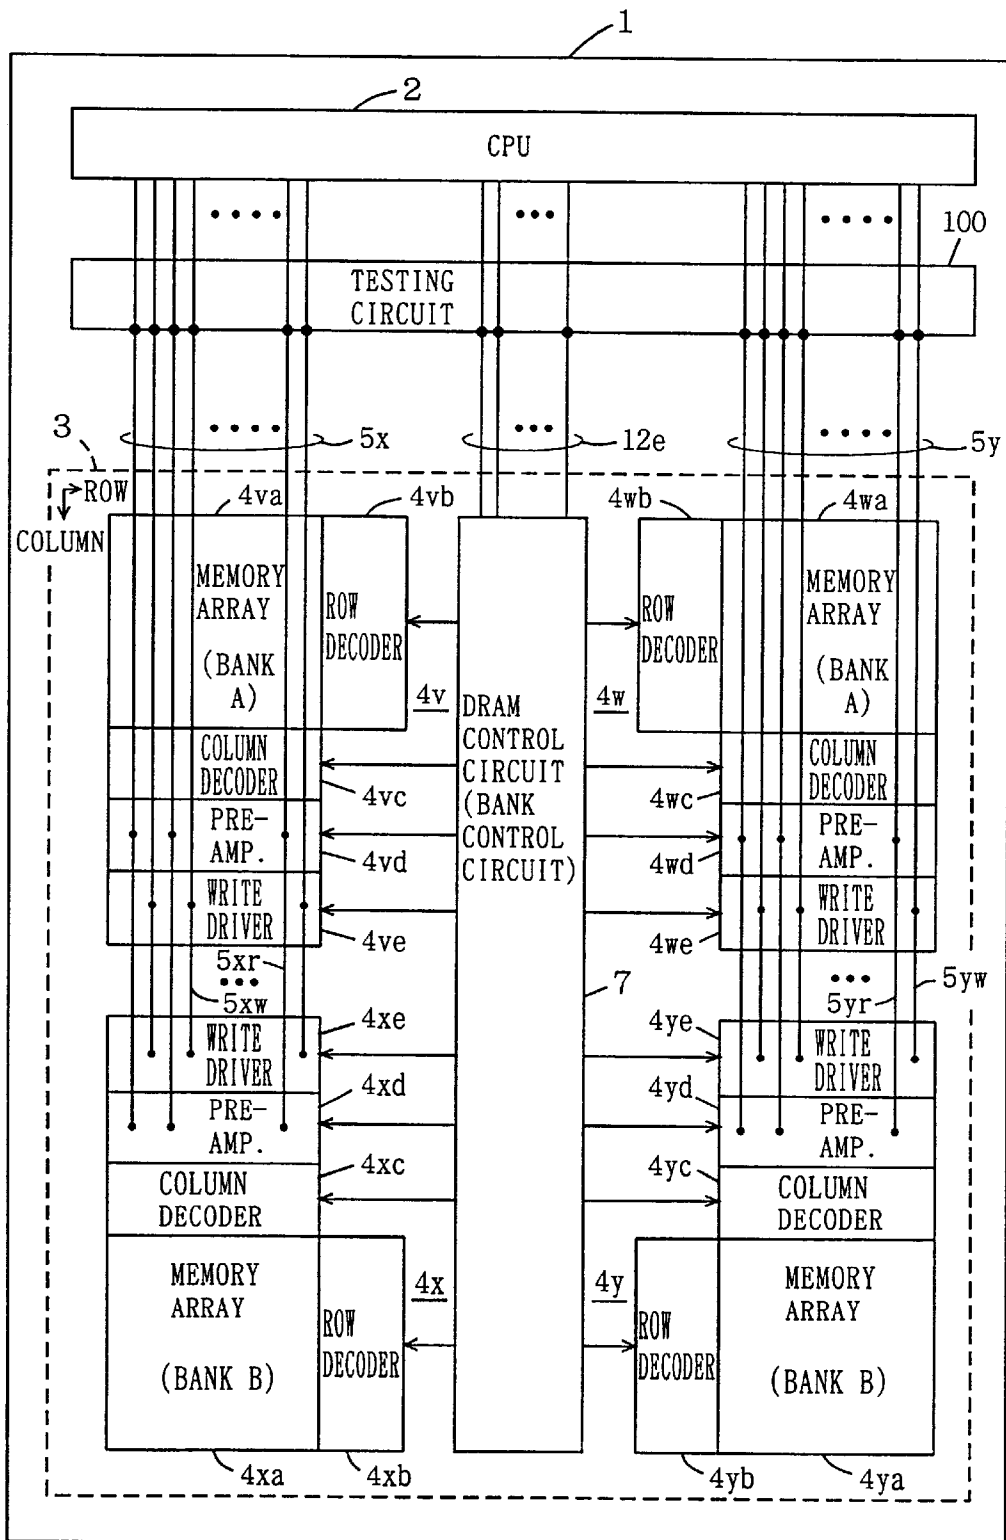 1
2
CPU
100
TESTING
CIRCUIT
5x
12e
5y
3
ROW
COLUMN
4va
4vb
4wb
4wa
MEMORY
ARRAY
(BANK
A)
ROW
DECODER
4v
DRAM
CONTROL
CIRCUIT
(BANK
CONTROL
CIRCUIT)
4w
ROW
DECODER
MEMORY
ARRAY
(BANK
A)
COLUMN
DECODER
4vc
4wc
COLUMN
DECODER
PRE-
AMP.
4vd
4wd
PRE-
AMP.
WRITE
DRIVER
4ve
4we
WRITE
DRIVER
5xr
5xw
7
5yr
5yw
WRITE
DRIVER
4xe
4ye
WRITE
DRIVER
PRE-
AMP.
4xd
4yd
PRE-
AMP.
COLUMN
DECODER
4xc
4yc
COLUMN
DECODER
MEMORY
ARRAY
(BANK B)
ROW
DECODER
4x
4y
ROW
DECODER
MEMORY
ARRAY
(BANK B)
4xa
4xb
4yb
4ya